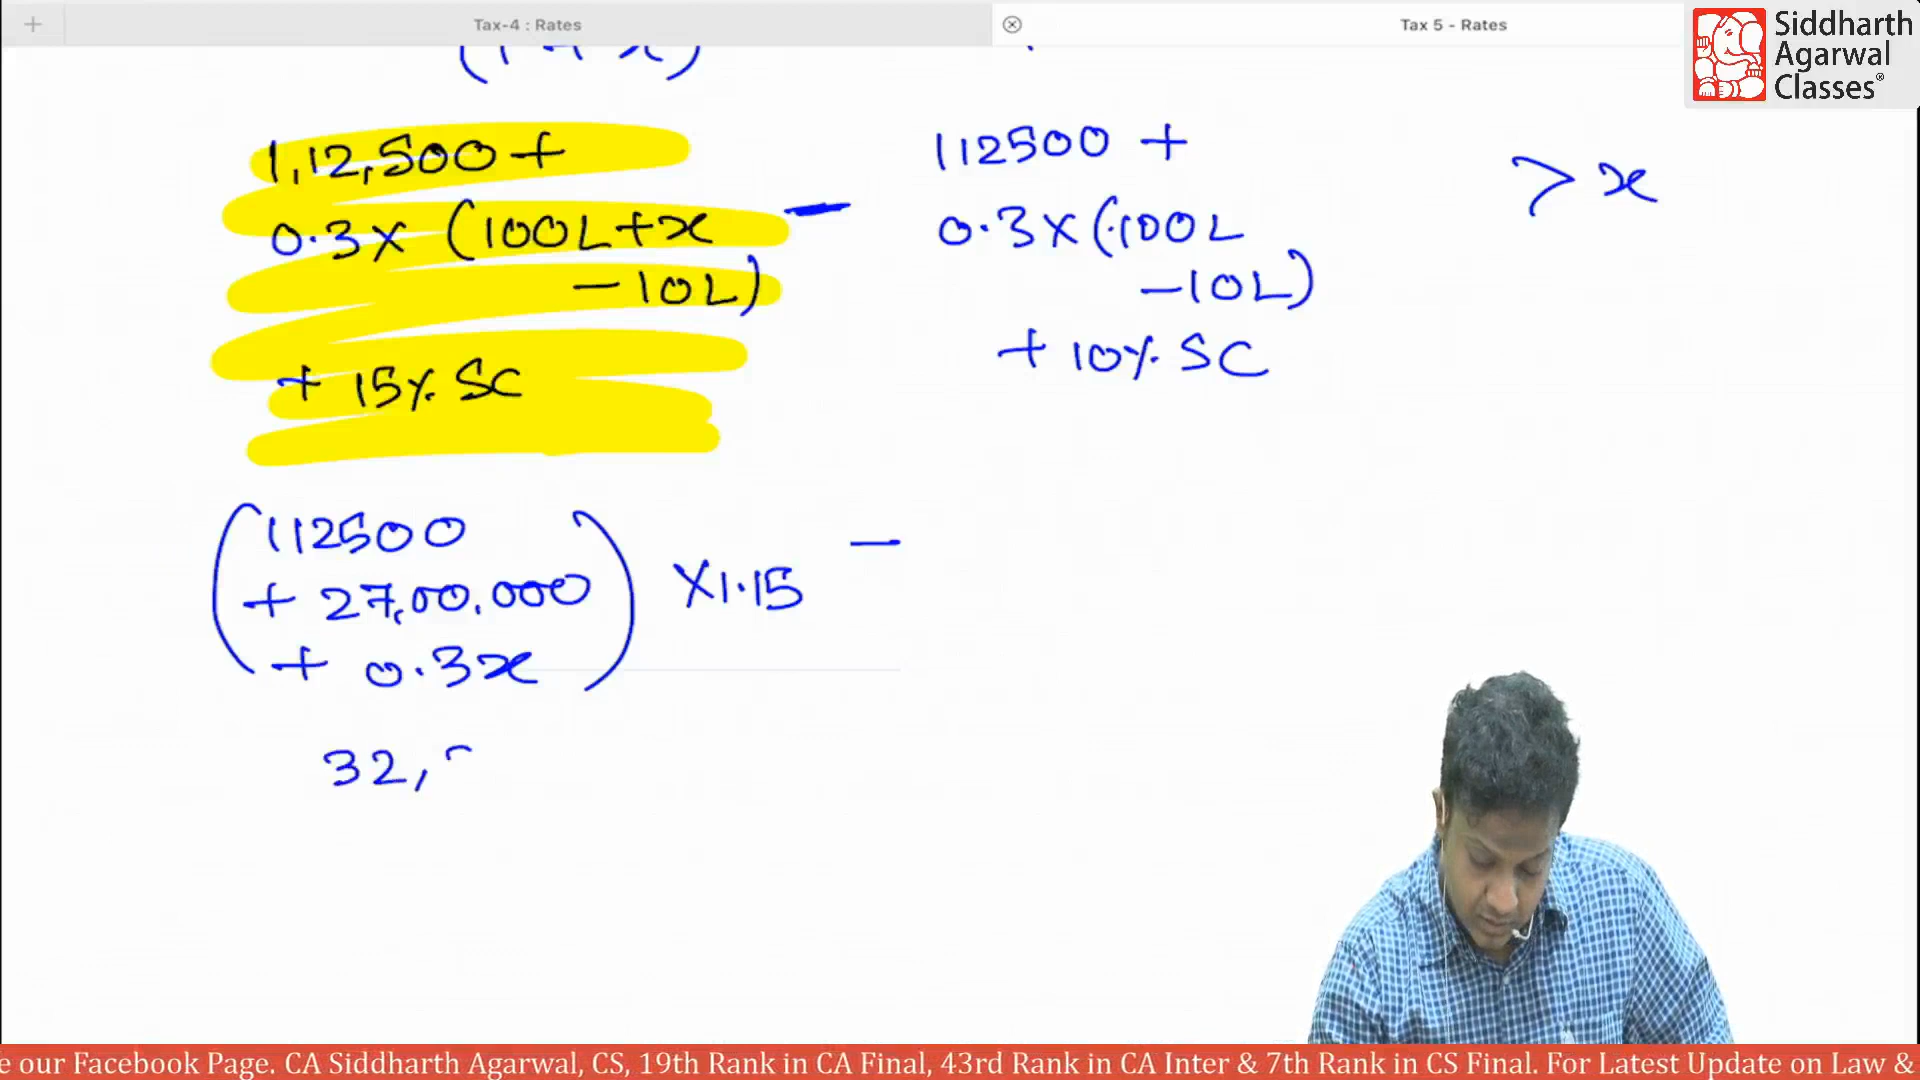 Tax-4 : Rates
Tax 5 - Rates
Siddharth
Agarwal
Classes®
1,12,500 +
0.3 x (100L + x
- 10L)
+ 15% SC
-
112500 +
0.3 x (100L
- 10L)
+ 10% SC
> x
(112500
+ 27,00,000
+ 0.3x) x 1.15 -
32,
e our Facebook Page. CA Siddharth Agarwal, CS, 19th Rank in CA Final, 43rd Rank in CA Inter & 7th Rank in CS Final. For Latest Update on Law &